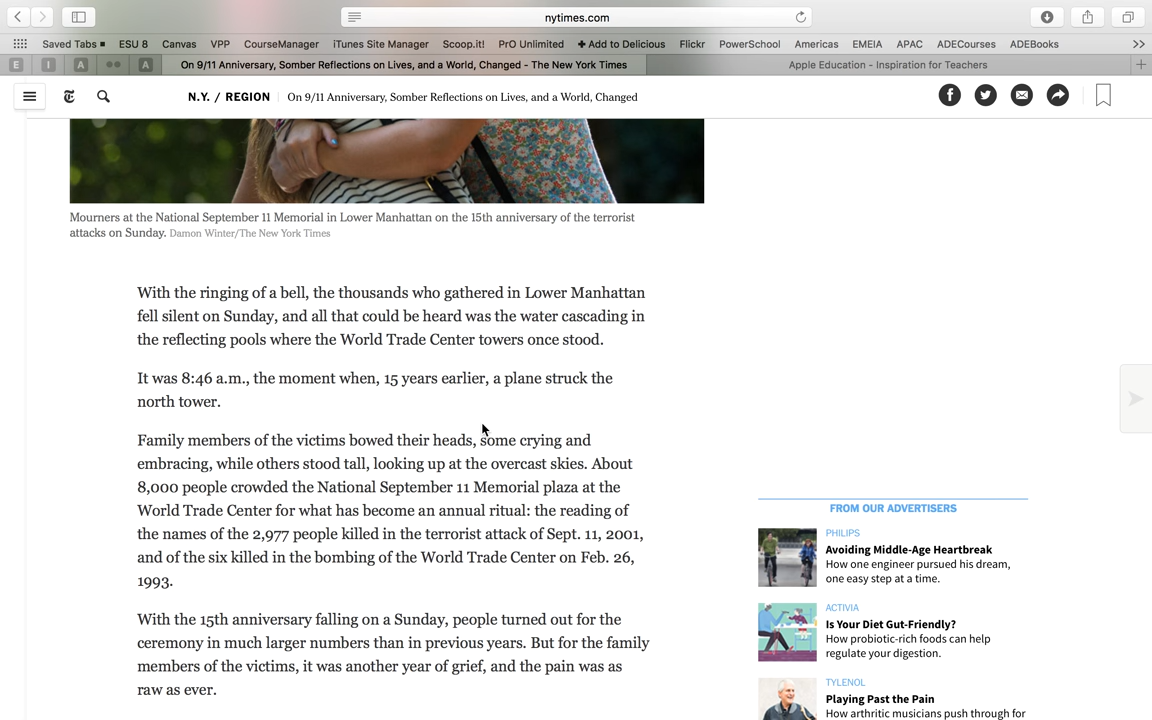 nytimes.com
Saved Tabs ESU 8 Canvas VPP CourseManager iTunes Site Manager Scoop.it! PrO Unlimited + Add to Delicious Flickr PowerSchool Americas EMEIA APAC ADECourses ADEBooks >>
E I A A On 9/11 Anniversary, Somber Reflections on Lives, and a World, Changed - The New York Times Apple Education - Inspiration for Teachers +
T N.Y. / REGION On 9/11 Anniversary, Somber Reflections on Lives, and a World, Changed f
Mourners at the National September 11 Memorial in Lower Manhattan on the 15th anniversary of the terrorist
attacks on Sunday. Damon Winter/The New York Times
With the ringing of a bell, the thousands who gathered in Lower Manhattan
fell silent on Sunday, and all that could be heard was the water cascading in
the reflecting pools where the World Trade Center towers once stood.
It was 8:46 a.m., the moment when, 15 years earlier, a plane struck the
north tower.
Family members of the victims bowed their heads, some crying and
embracing, while others stood tall, looking up at the overcast skies. About
8,000 people crowded the National September 11 Memorial plaza at the
World Trade Center for what has become an annual ritual: the reading of
the names of the 2,977 people killed in the terrorist attack of Sept. 11, 2001,
and of the six killed in the bombing of the World Trade Center on Feb. 26,
1993.
With the 15th anniversary falling on a Sunday, people turned out for the
ceremony in much larger numbers than in previous years. But for the family
members of the victims, it was another year of grief, and the pain was as
raw as ever.
FROM OUR ADVERTISERS
PHILIPS
Avoiding Middle-Age Heartbreak
How one engineer pursued his dream,
one easy step at a time.
ACTIVIA
Is Your Diet Gut-Friendly?
How probiotic-rich foods can help
regulate your digestion.
TYLENOL
Playing Past the Pain
How arthritic musicians push through for